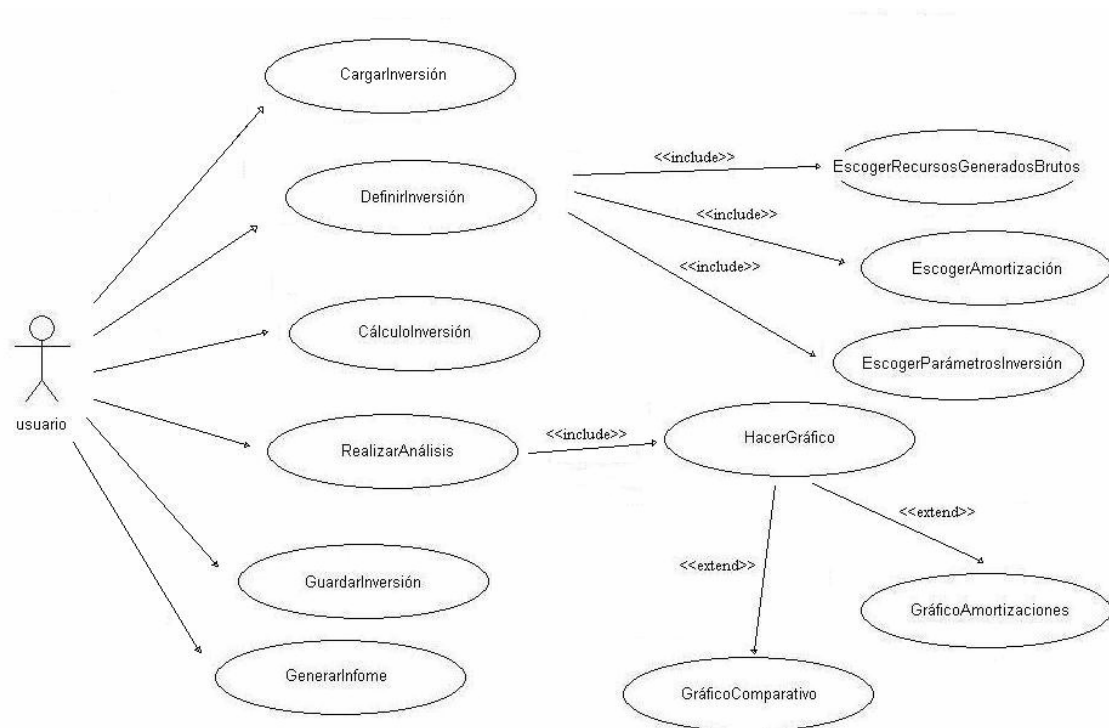 CargarInversión
<<include>>
EscogerRecursosGeneradosBrutos
DefinirInversión
<<include>>
EscogerAmortización
<<include>>
CálculoInversión
EscogerParámetrosInversión
usuario
RealizarAnálisis
<<include>>
HacerGráfico
<<extend>>
<<extend>>
GuardarInversión
GráficoAmortizaciones
GenerarInfome
GráficoComparativo